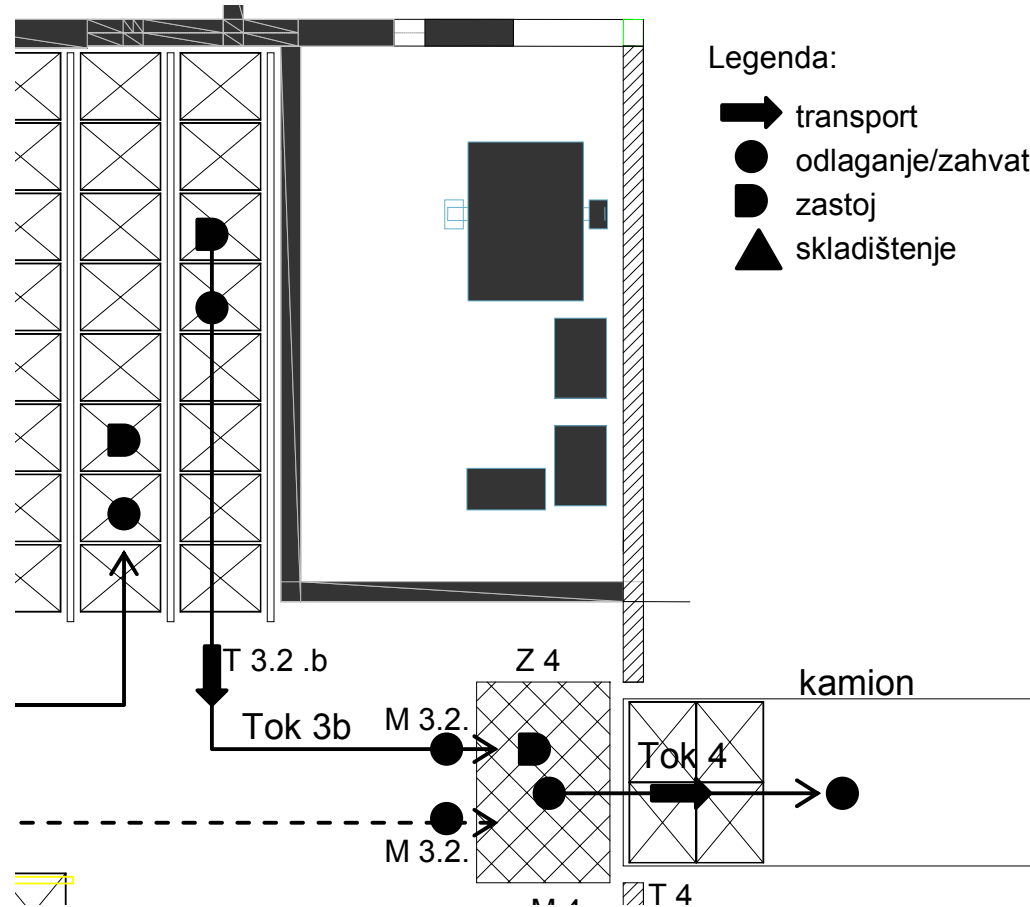 Legenda:
transport
odlaganje/zahvat
zastoj
skladištenje
T 3.2 .b
Z 4
kamion
Tok 3b
M 3.2.
Tok 4
M 3.2.
T 4